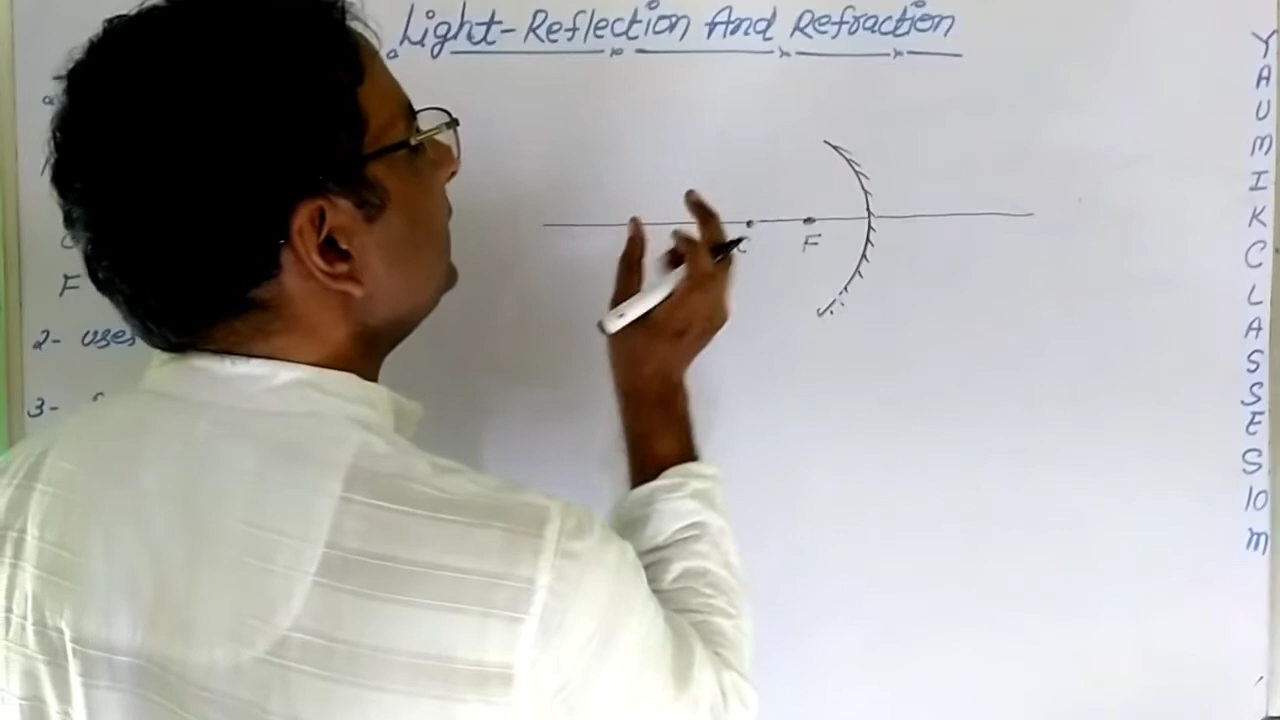 Light-Reflection And Refraction
C F
F
2- uses
3-
YAUMIKCLASSES10M